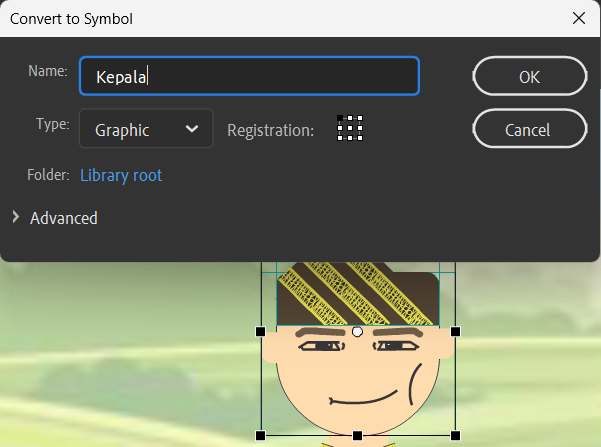 Convert to Symbol
Name: Kepala
OK
Type: Graphic
Registration:
Cancel
Folder: Library root
Advanced